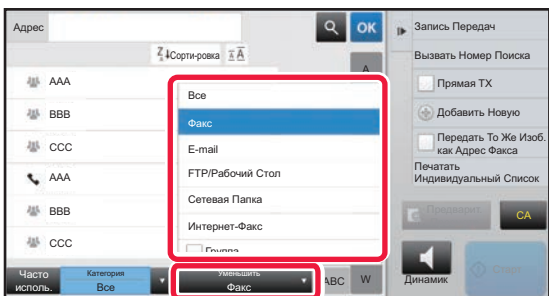 Адрес
OK
Сорти-ровка
A
AAA
BBB
CCC
AAA
BBB
CCC
Все
Факс
E-mail
FTP/Рабочий Стол
Сетевая Папка
Интернет-Факс
Группа
Часто
исполь.
Категория
Все
Уменьшить
Факс
ABC
W
Запись Передач
Вызвать Номер Поиска
Прямая TX
Добавить Новую
Передать То Же Изоб.
как Адрес Факса
Печатать
Индивидуальный Список
Предварит.
CA
Динамик
Старт